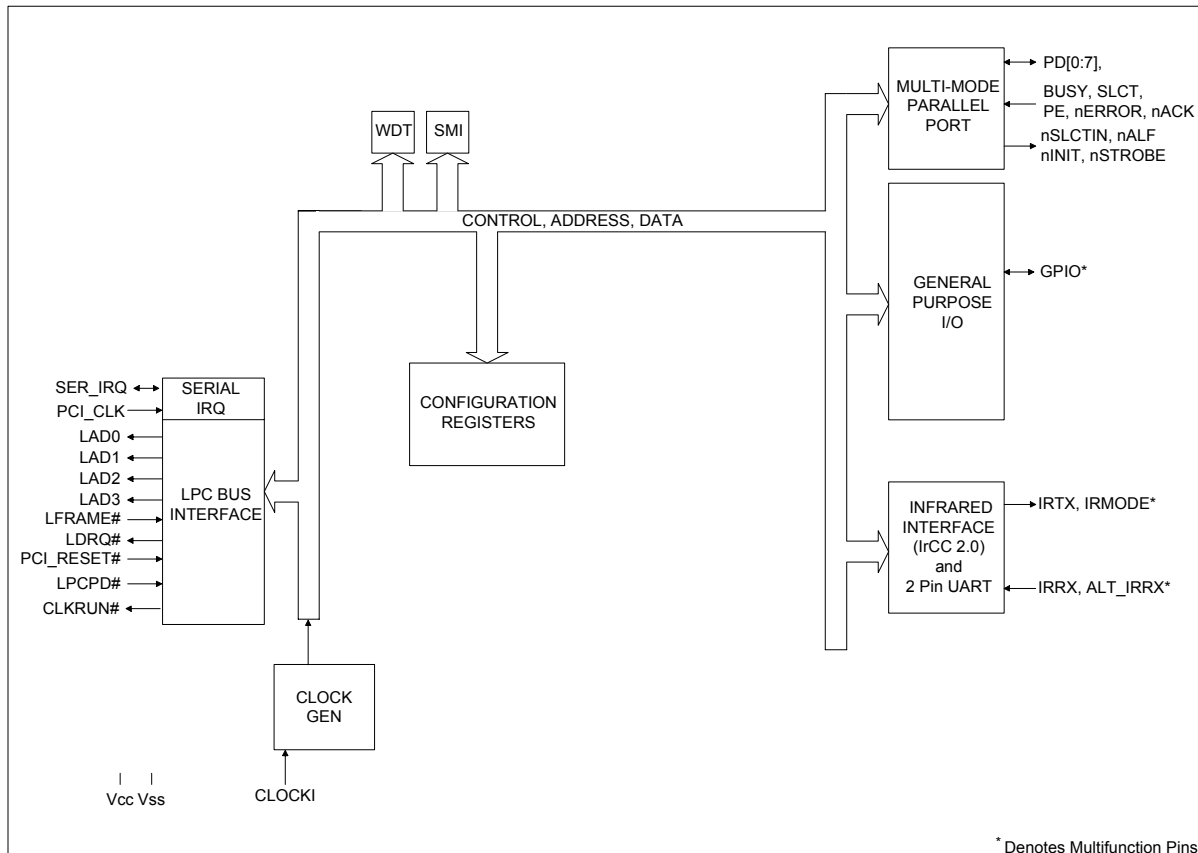 WDT
SMI
CONTROL, ADDRESS, DATA
MULTI-MODE
PARALLEL
PORT
PD[0:7],
BUSY, SLCT,
PE, nERROR, nACK
nSLCTIN, nALF
nINIT, nSTROBE
GENERAL
PURPOSE
I/O
GPIO*
CONFIGURATION
REGISTERS
SER_IRQ
PCI_CLK
LAD0
LAD1
LAD2
LAD3
LFRAME#
LDRQ#
PCI_RESET#
LPCPD#
CLKRUN#
SERIAL
IRQ
LPC BUS
INTERFACE
INFRARED
INTERFACE
(IrCC 2.0)
and
2 Pin UART
IRTX, IRMODE*
IRRX, ALT_IRRX*
CLOCK
GEN
CLOCKI
Vcc Vss
* Denotes Multifunction Pins